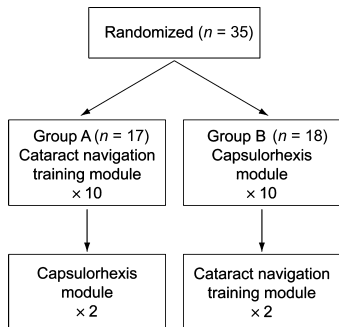 Randomized (n = 35)
Group A (n = 17)
Cataract navigation
training module
× 10
Group B (n = 18)
Capsulorhexis
module
× 10
Capsulorhexis
module
× 2
Cataract navigation
training module
× 2